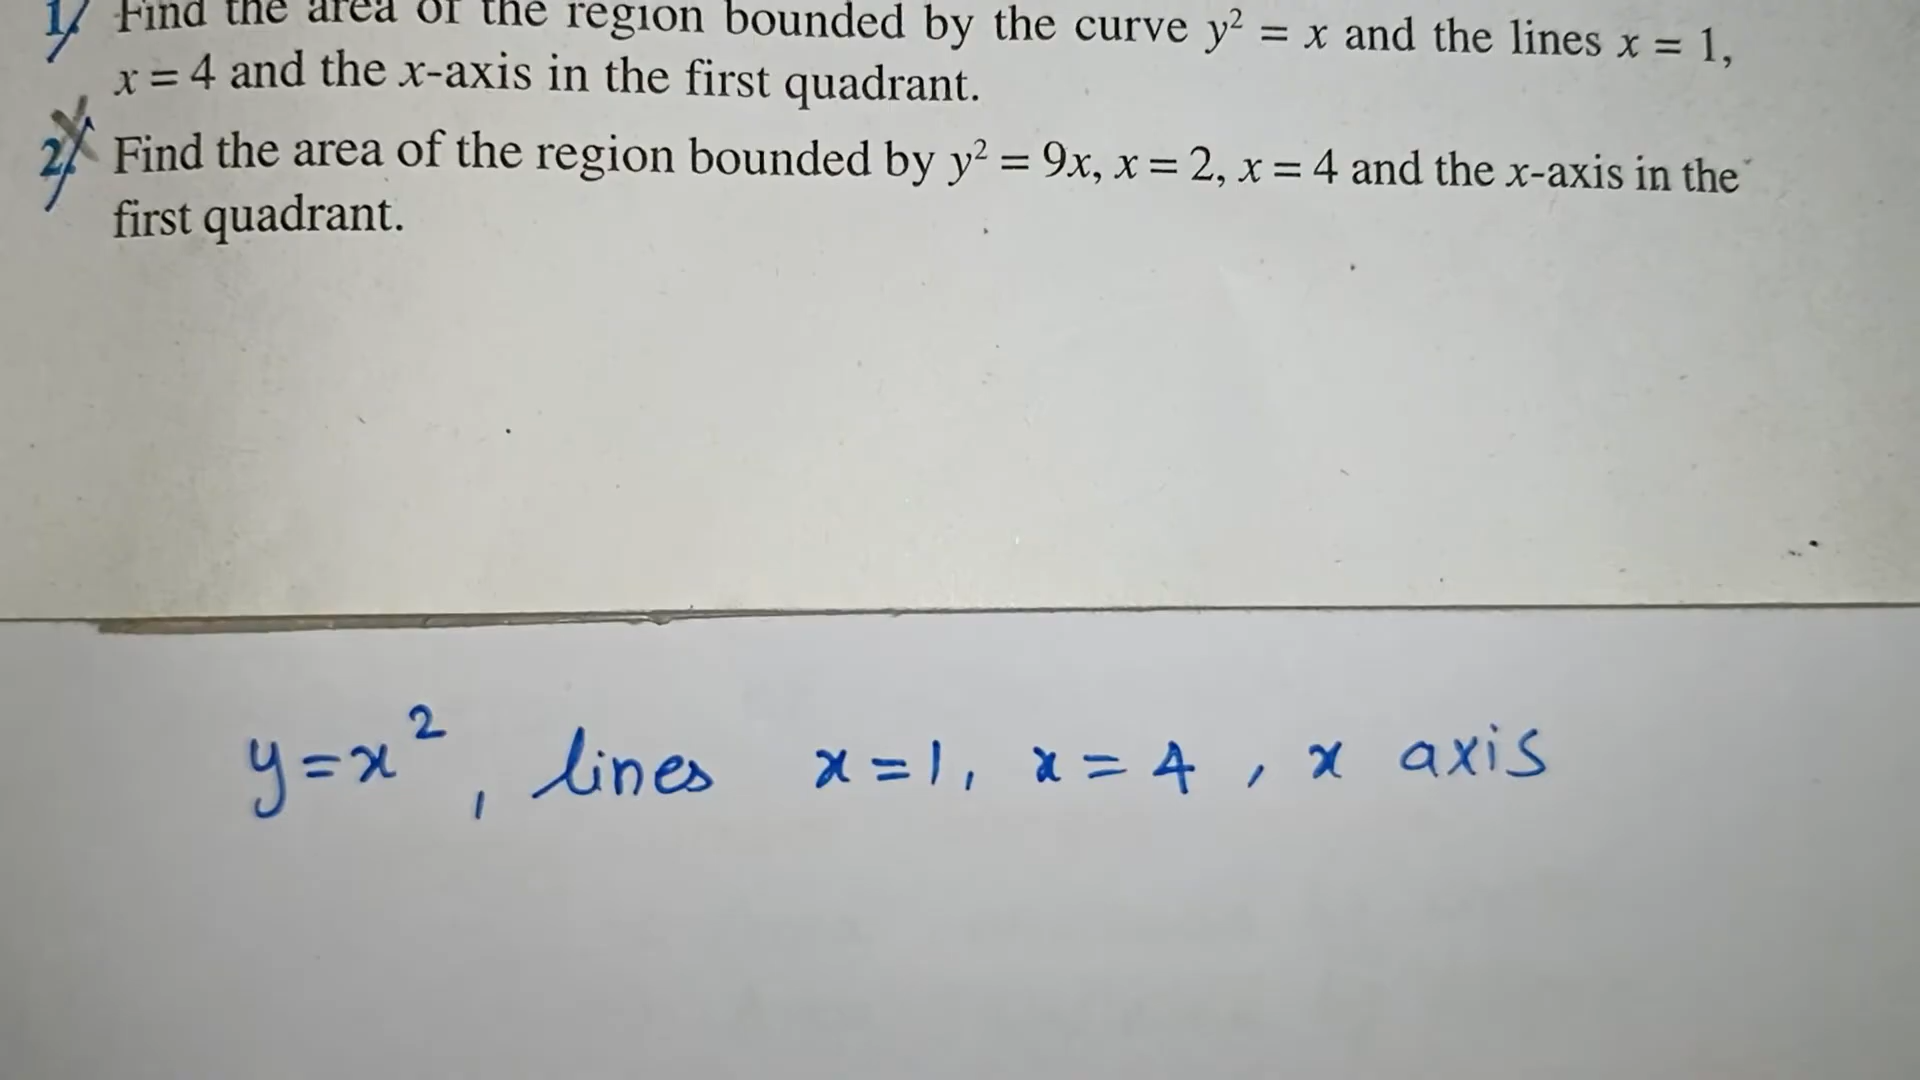 1 Find the area of the region bounded by the curve y² = x and the lines x = 1,
x = 4 and the x-axis in the first quadrant.
2. Find the area of the region bounded by y² = 9x, x = 2, x = 4 and the x-axis in the
first quadrant.
y=x², lines x=1, x=4, x axis